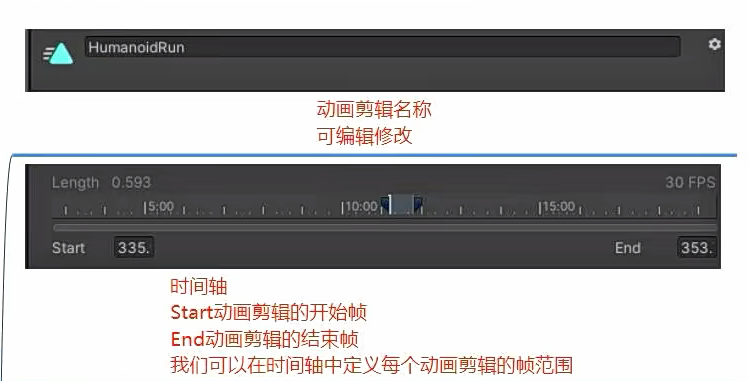 HumanoidRun
动画剪辑名称
可编辑修改
Length 0.593 30 FPS
5:00 10:00 15:00
Start 335. End 353.
时间轴
Start动画剪辑的开始帧
End动画剪辑的结束帧
我们可以在时间轴中定义每个动画剪辑的帧范围